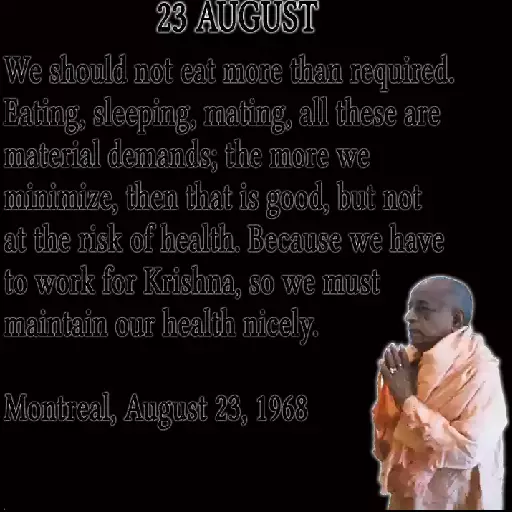 23 AUGUST
We should not eat more than required.
Eating, sleeping, mating, all these are
material demands; the more we
minimize, then that is good, but not
at the risk of health. Because we have
to work for Krishna, so we must
maintain our health nicely.
Montreal, August 23, 1968